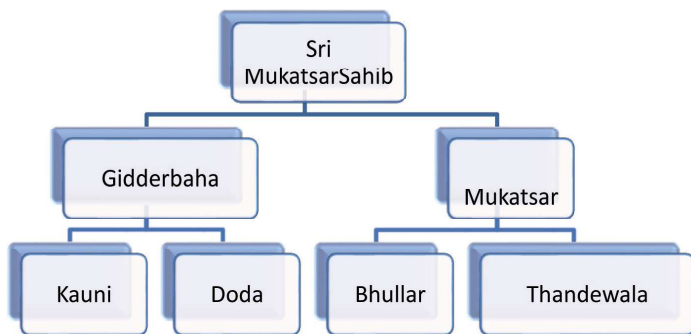 Sri
MukatsarSahib
Gidderbaha
Mukatsar
Kauni
Doda
Bhullar
Thandewala